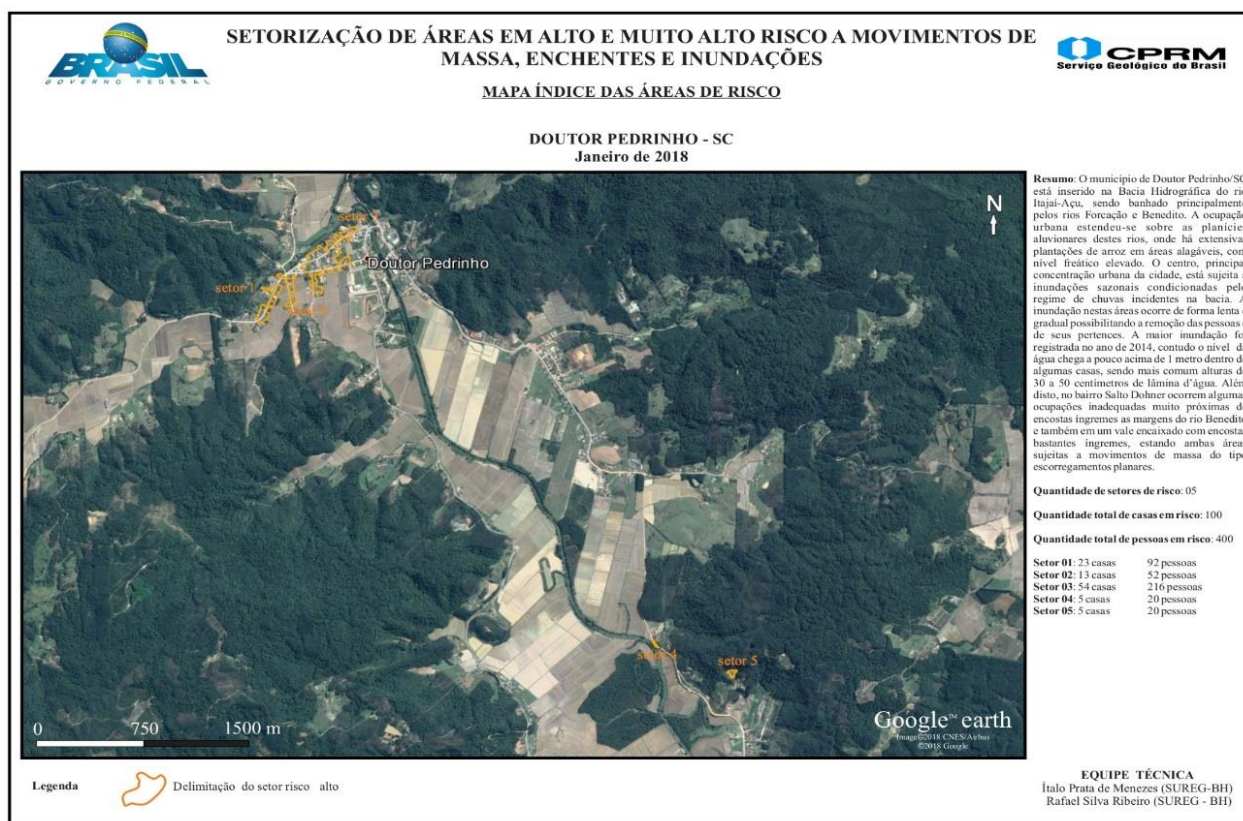 BRASIL
GOVERNO FEDERAL
SETORIZAÇÃO DE ÁREAS EM ALTO E MUITO ALTO RISCO A MOVIMENTOS DE
MASSA, ENCHENTES E INUNDAÇÕES
MAPA ÍNDICE DAS ÁREAS DE RISCO
CPRM
Serviço Geológico do Brasil
DOUTOR PEDRINHO - SC
Janeiro de 2018
N
Doutor Pedrinho
setor 1
setor 4
setor 5
0 750 1500 m
Google™ earth
Image©2018 CNES/Airbus
©2018 Google
Resumo: O município de Doutor Pedrinho/SC
está inserido na Bacia Hidrográfica do ri
Itajaí-Açu, sendo banhado principalment
pelos rios Forcação e Benedito. A ocupaçã
urbana estendeu-se sobre as planície
aluvionares destes rios, onde há extensiva
plantações de arroz em áreas alagáveis, com
nível freático elevado. O centro, principa
concentração urbana da cidade, está sujeita
inundações sazonais condicionadas pel
regime de chuvas incidentes na bacia. A
inundação nestas áreas ocorre de forma lenta
gradual possibilitando a remoção das pessoas
de seus pertences. A maior inundação fo
registrada no ano de 2014, contudo o nível d
água chega a pouco acima de 1 metro dentro d
algumas casas, sendo mais comum alturas d
30 a 50 centímetros de lâmina d'água. Alén
disto, no bairro Salto Dohner ocorrem alguma
ocupações inadequadas muito próximas d
encostas íngremes as margens do rio Benedit
e também em um vale encaixado com encosta
bastantes íngremes, estando ambas área
sujeitas a movimentos de massa do tip
escorregamentos planares.
Quantidade de setores de risco: 05
Quantidade total de casas em risco: 100
Quantidade total de pessoas em risco: 400
Setor 01: 23 casas 92 pessoas
Setor 02: 13 casas 52 pessoas
Setor 03: 54 casas 216 pessoas
Setor 04: 5 casas 20 pessoas
Setor 05: 5 casas 20 pessoas
Legenda
Delimitação do setor risco alto
EQUIPE TÉCNICA
Ítalo Prata de Menezes (SUREG-BH)
Rafael Silva Ribeiro (SUREG - BH)